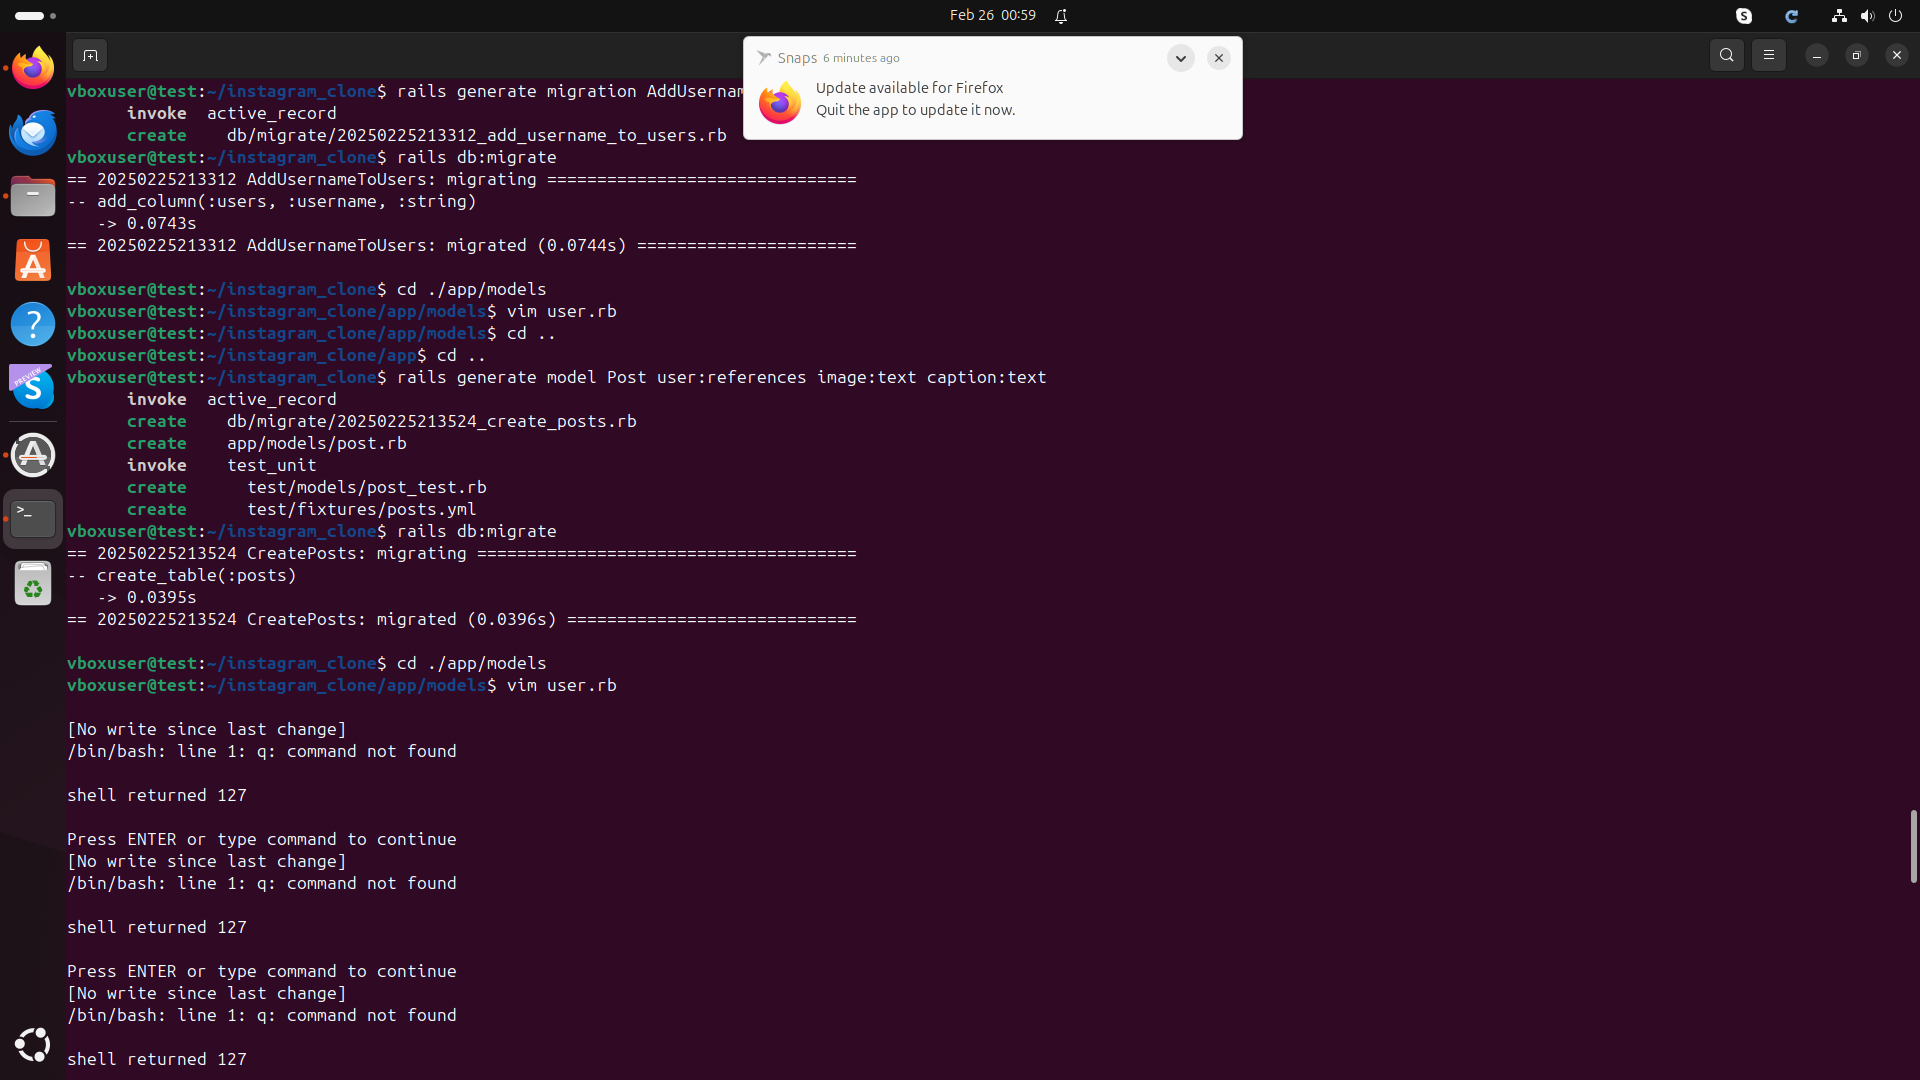 Feb 26 00:59
Snaps 6 minutes ago
Update available for Firefox
Quit the app to update it now.
vboxuser@test:~/instagram_clone$ rails generate migration AddUsernam
invoke active_record
create db/migrate/20250225213312_add_username_to_users.rb
vboxuser@test:~/instagram_clone$ rails db:migrate
== 20250225213312 AddUsernameToUsers: migrating ===============================
-- add_column(:users, :username, :string)
-> 0.0743s
== 20250225213312 AddUsernameToUsers: migrated (0.0744s) ======================
vboxuser@test:~/instagram_clone$ cd ./app/models
vboxuser@test:~/instagram_clone/app/models$ vim user.rb
vboxuser@test:~/instagram_clone/app/models$ cd ..
vboxuser@test:~/instagram_clone/app$ cd ..
vboxuser@test:~/instagram_clone$ rails generate model Post user:references image:text caption:text
invoke active_record
create db/migrate/20250225213524_create_posts.rb
create app/models/post.rb
invoke test_unit
create test/models/post_test.rb
create test/fixtures/posts.yml
vboxuser@test:~/instagram_clone$ rails db:migrate
== 20250225213524 CreatePosts: migrating ======================================
-- create_table(:posts)
-> 0.0395s
== 20250225213524 CreatePosts: migrated (0.0396s) =============================
vboxuser@test:~/instagram_clone$ cd ./app/models
vboxuser@test:~/instagram_clone/app/models$ vim user.rb
[No write since last change]
/bin/bash: line 1: q: command not found
shell returned 127
Press ENTER or type command to continue
[No write since last change]
/bin/bash: line 1: q: command not found
shell returned 127
Press ENTER or type command to continue
[No write since last change]
/bin/bash: line 1: q: command not found
shell returned 127
PREVIEW